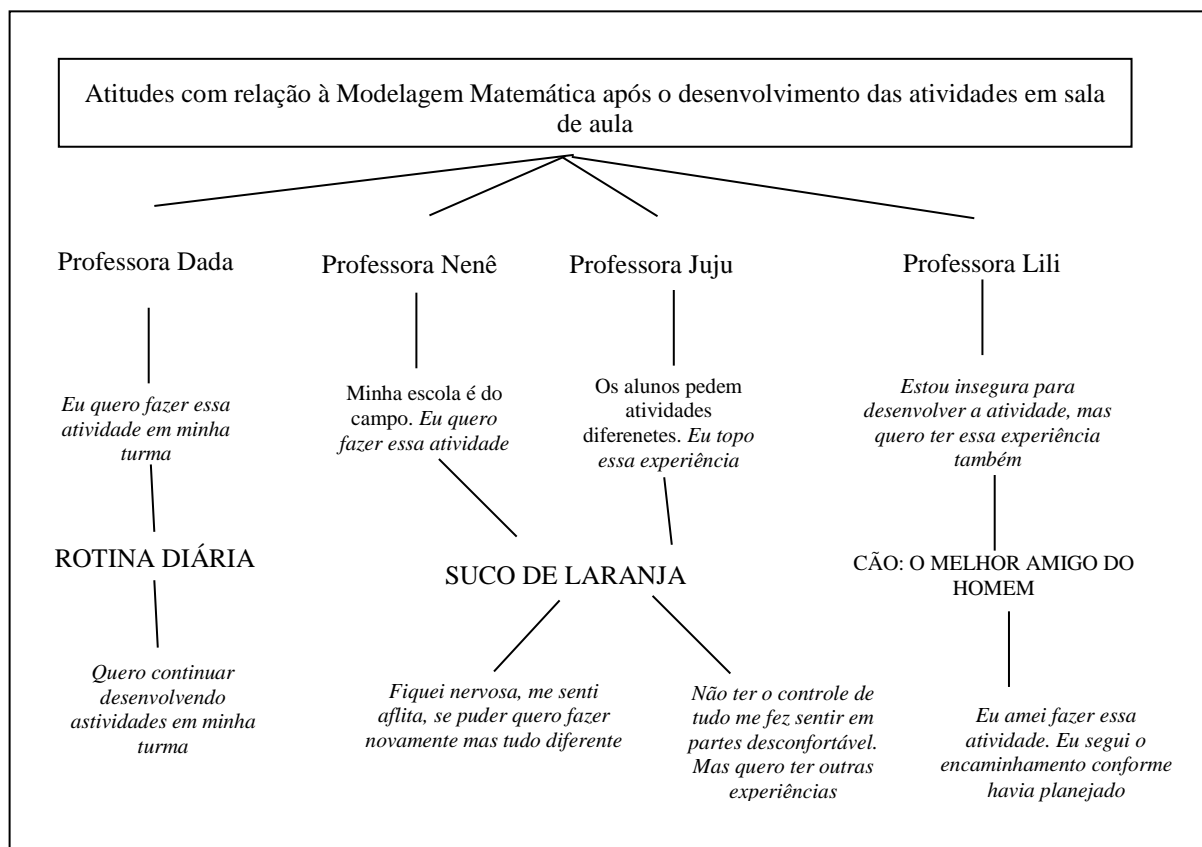 Atitudes com relação à Modelagem Matemática após o desenvolvimento das atividades em sala
de aula
Professora Dada
Professora Nenê
Professora Juju
Professora Lili
Eu quero fazer essa
atividade em minha
turma
Minha escola é do
campo. Eu quero
fazer essa atividade
Os alunos pedem
atividades
diferenetes. Eu topo
essa experiência
Estou insegura para
desenvolver a atividade, mas
quero ter essa experiência
também
ROTINA DIÁRIA
SUCO DE LARANJA
CÃO: O MELHOR AMIGO DO
HOMEM
Quero continuar
desenvolvendo
astividades em minha
turma
Fiquei nervosa, me senti
aflita, se puder quero fazer
novamente mas tudo diferente
Não ter o controle de
tudo me fez sentir em
partes desconfortável.
Mas quero ter outras
experiências
Eu amei fazer essa
atividade. Eu segui o
encaminhamento conforme
havia planejado